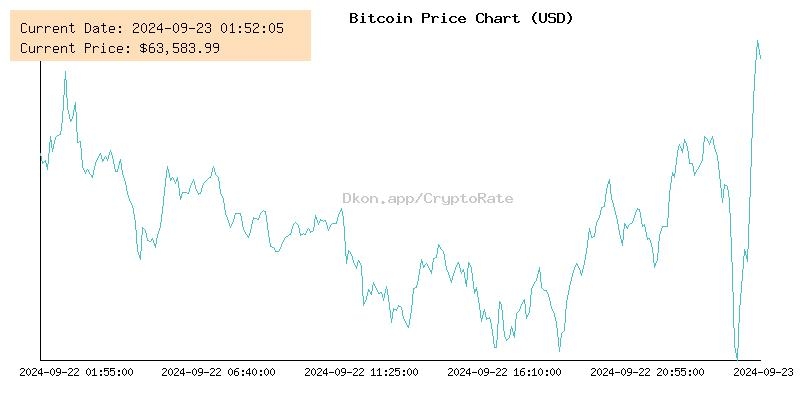 Bitcoin Price Chart (USD)
Current Date: 2024-09-23 01:52:05
Current Price: $63,583.99
Dkon.app/CryptoRate
2024-09-22 01:55:00 2024-09-22 06:40:00 2024-09-22 11:25:00 2024-09-22 16:10:00 2024-09-22 20:55:00 2024-09-23